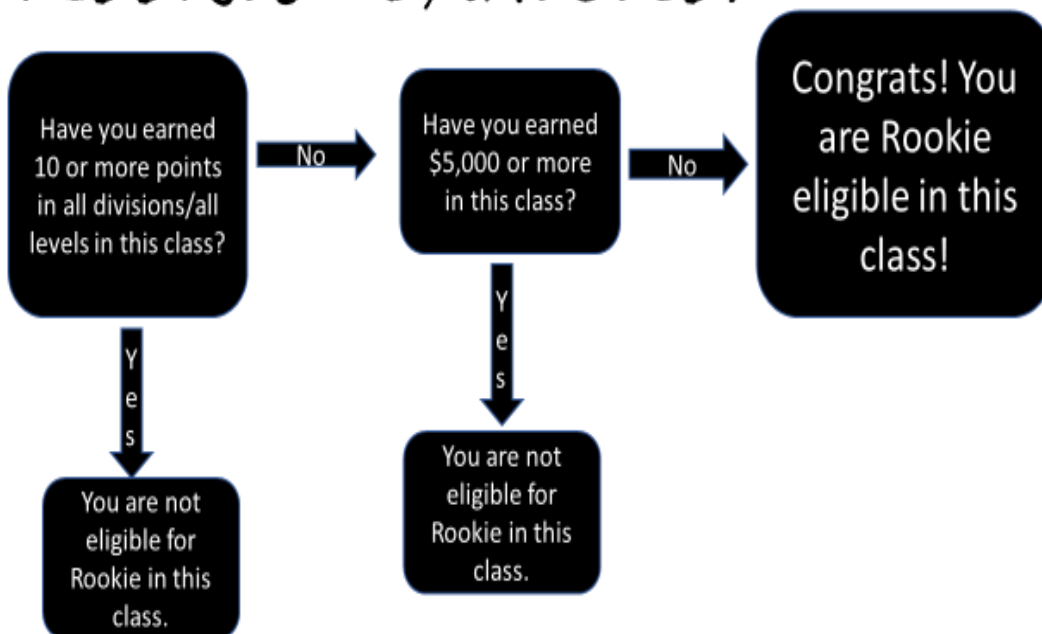 Have you earned
10 or more points
in all divisions/all
levels in this class?
No
Have you earned
$5,000 or more
in this class?
No
Congrats! You
are Rookie
eligible in this
class!
Yes
Yes
You are not
eligible for
Rookie in this
class.
You are not
eligible for
Rookie in this
class.